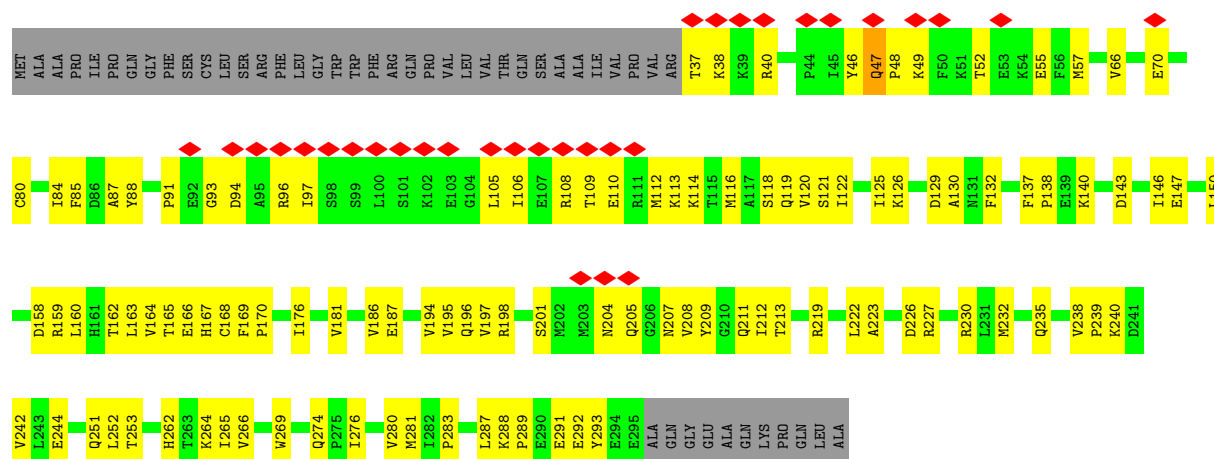 MET ALA ALA PRO ILE PRO GLN GLY PHE SER CYS LEU SER ARG PHE LEU GLY TRP TRP PHE ARG GLN PRO VAL LEU VAL THR GLN SER ALA ALA ILE VAL PRO VAL ARG T37 K38 K39 R40 P44 I45 Y46 Q47 P48 K49 F50 K51 T52 E53 K54 E55 F56 M57 V66 E70
C80 I84 F85 D86 A87 Y88 P91 E92 G93 D94 A95 R96 I97 S98 S99 L100 S101 K102 E103 G104 L105 I106 E107 R108 T109 E110 R111 M112 K113 K114 T115 M116 A117 S118 Q119 V120 S121 I122 I125 K126 D129 A130 N131 F132 F137 P138 E139 K140 D143 I146 E147
D158 R159 L160 H161 T162 L163 V164 T165 E166 H167 C168 F169 P170 I176 V181 V186 E187 V194 V195 Q196 V197 R198 S201 M202 M203 N204 Q205 G206 N207 V208 Y209 G210 Q211 I212 T213 R219 L222 A223 D226 R227 R230 L231 M232 Q235 V238 P239 K240 D241
V242 L243 E244 Q251 L252 T253 H262 T263 K264 I265 V266 W269 Q274 P275 I276 V280 M281 I282 P283 L287 K288 P289 E290 E291 E292 Y293 E294 E295 ALA GLN GLY GLU ALA GLN LYS PRO GLN LEU ALA